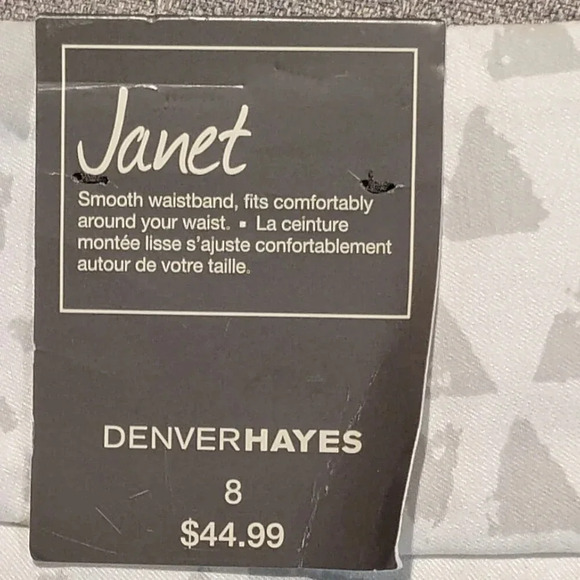 Janet
Smooth waistband, fits comfortably
around your waist. ▪ La ceinture
montée lisse s’ajuste confortablement
autour de votre taille.
DENVERHAYES
8
$44.99